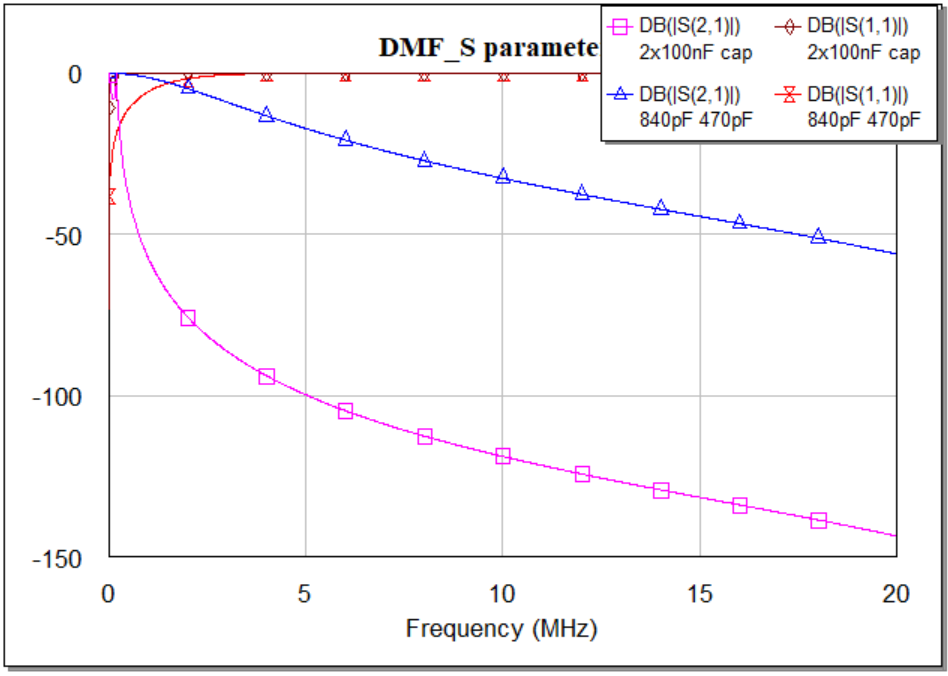 DMF_S paramete
DB(|S(2,1)|)
2x100nF cap
DB(|S(1,1)|)
2x100nF cap
DB(|S(2,1)|)
840pF 470pF
DB(|S(1,1)|)
840pF 470pF
0
-50
-100
-150
0 5 10 15 20
Frequency (MHz)